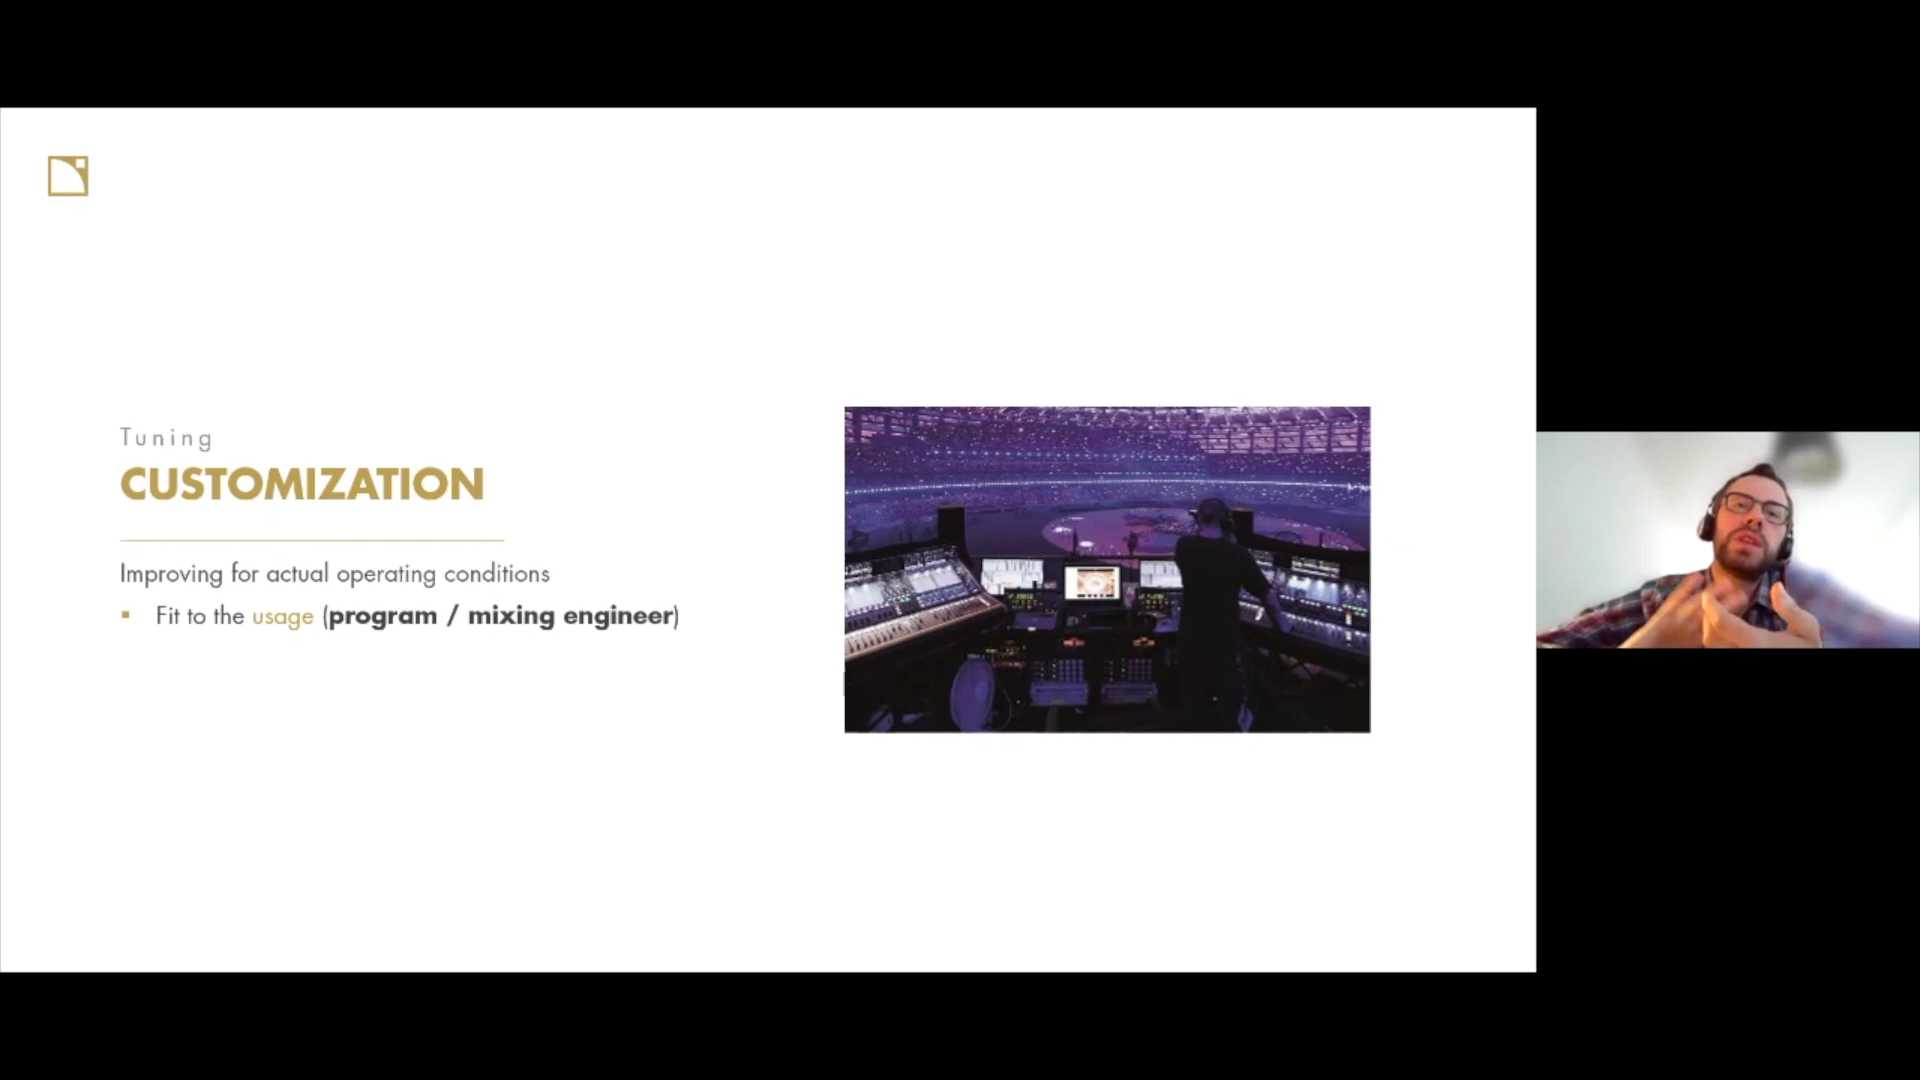 Tuning
CUSTOMIZATION
Improving for actual operating conditions
▪ Fit to the usage (program / mixing engineer)